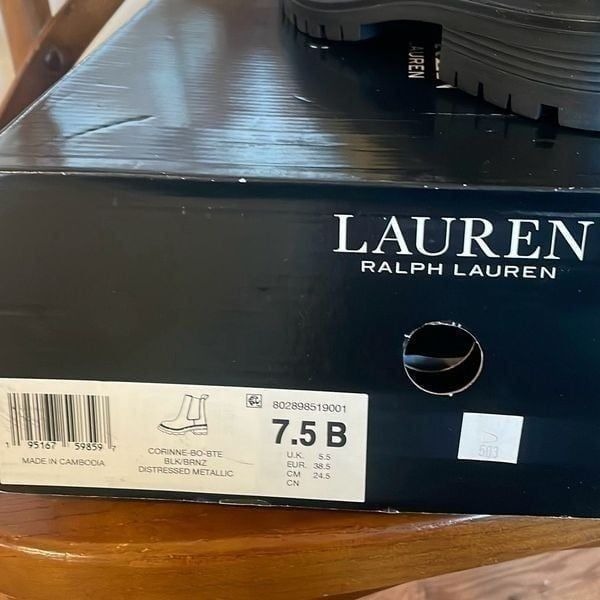 AUREN
LAUREN
RALPH LAUREN
802898519001
7.5 B
U.K. 5.5
EUR. 38.5
CM 24.5
CN
1 95167 59859 7
MADE IN CAMBODIA
CORINNE-BO-BTE
BLK/BRNZ
DISTRESSED METALLIC
503